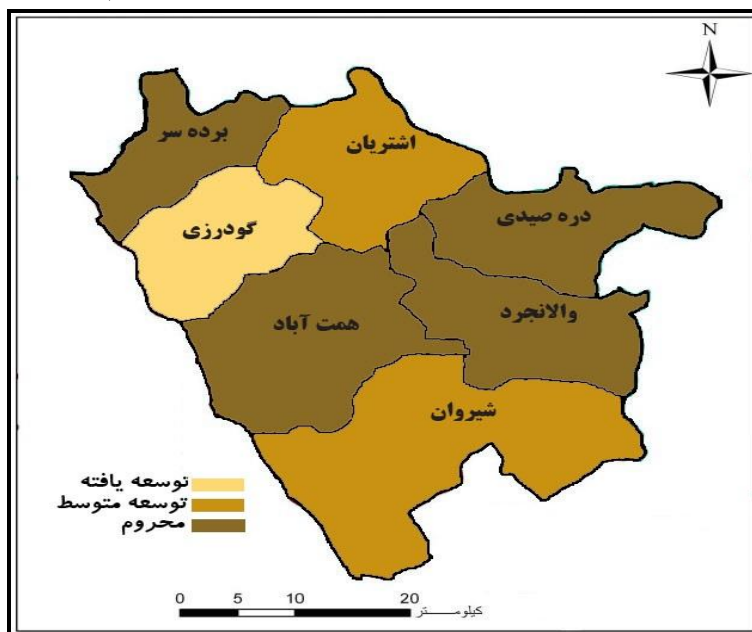 N
برده سر
اشتریان
دره صیدی
گودرزی
والانجرد
همت آباد
شیروان
توسعه یافته
توسعه متوسط
محروم
0 5 10 20
کیلومـــتر